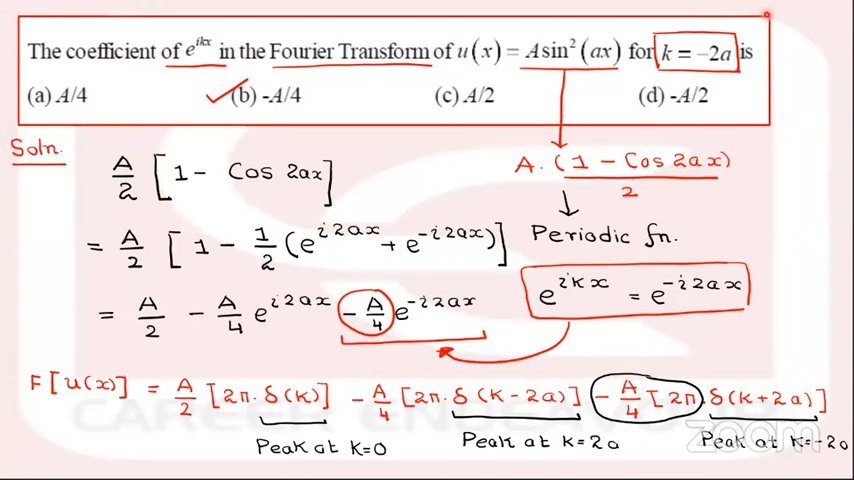 The coefficient of e^{ikx} in the Fourier Transform of u(x) = A sin²(ax) for k = −2a is
(a) A/4 (b) -A/4 (c) A/2 (d) -A/2
Soln.
A/2 [1 - Cos 2ax]
A. (1 - Cos 2ax)/2
= A/2 [1 - 1/2 (e^{i2ax} + e^{-i2ax})]
Periodic fn.
= A/2 - A/4 e^{i2ax} - A/4 e^{-i2ax}
e^{ikx} = e^{-i2ax}
F[u(x)] = A/2 [2π. δ(k)] - A/4 [2π. δ(k-2a)] - A/4 [2π. δ(k+2a)]
Peak at k=0
Peak at k=2a
Peak at k=-2a
zoom